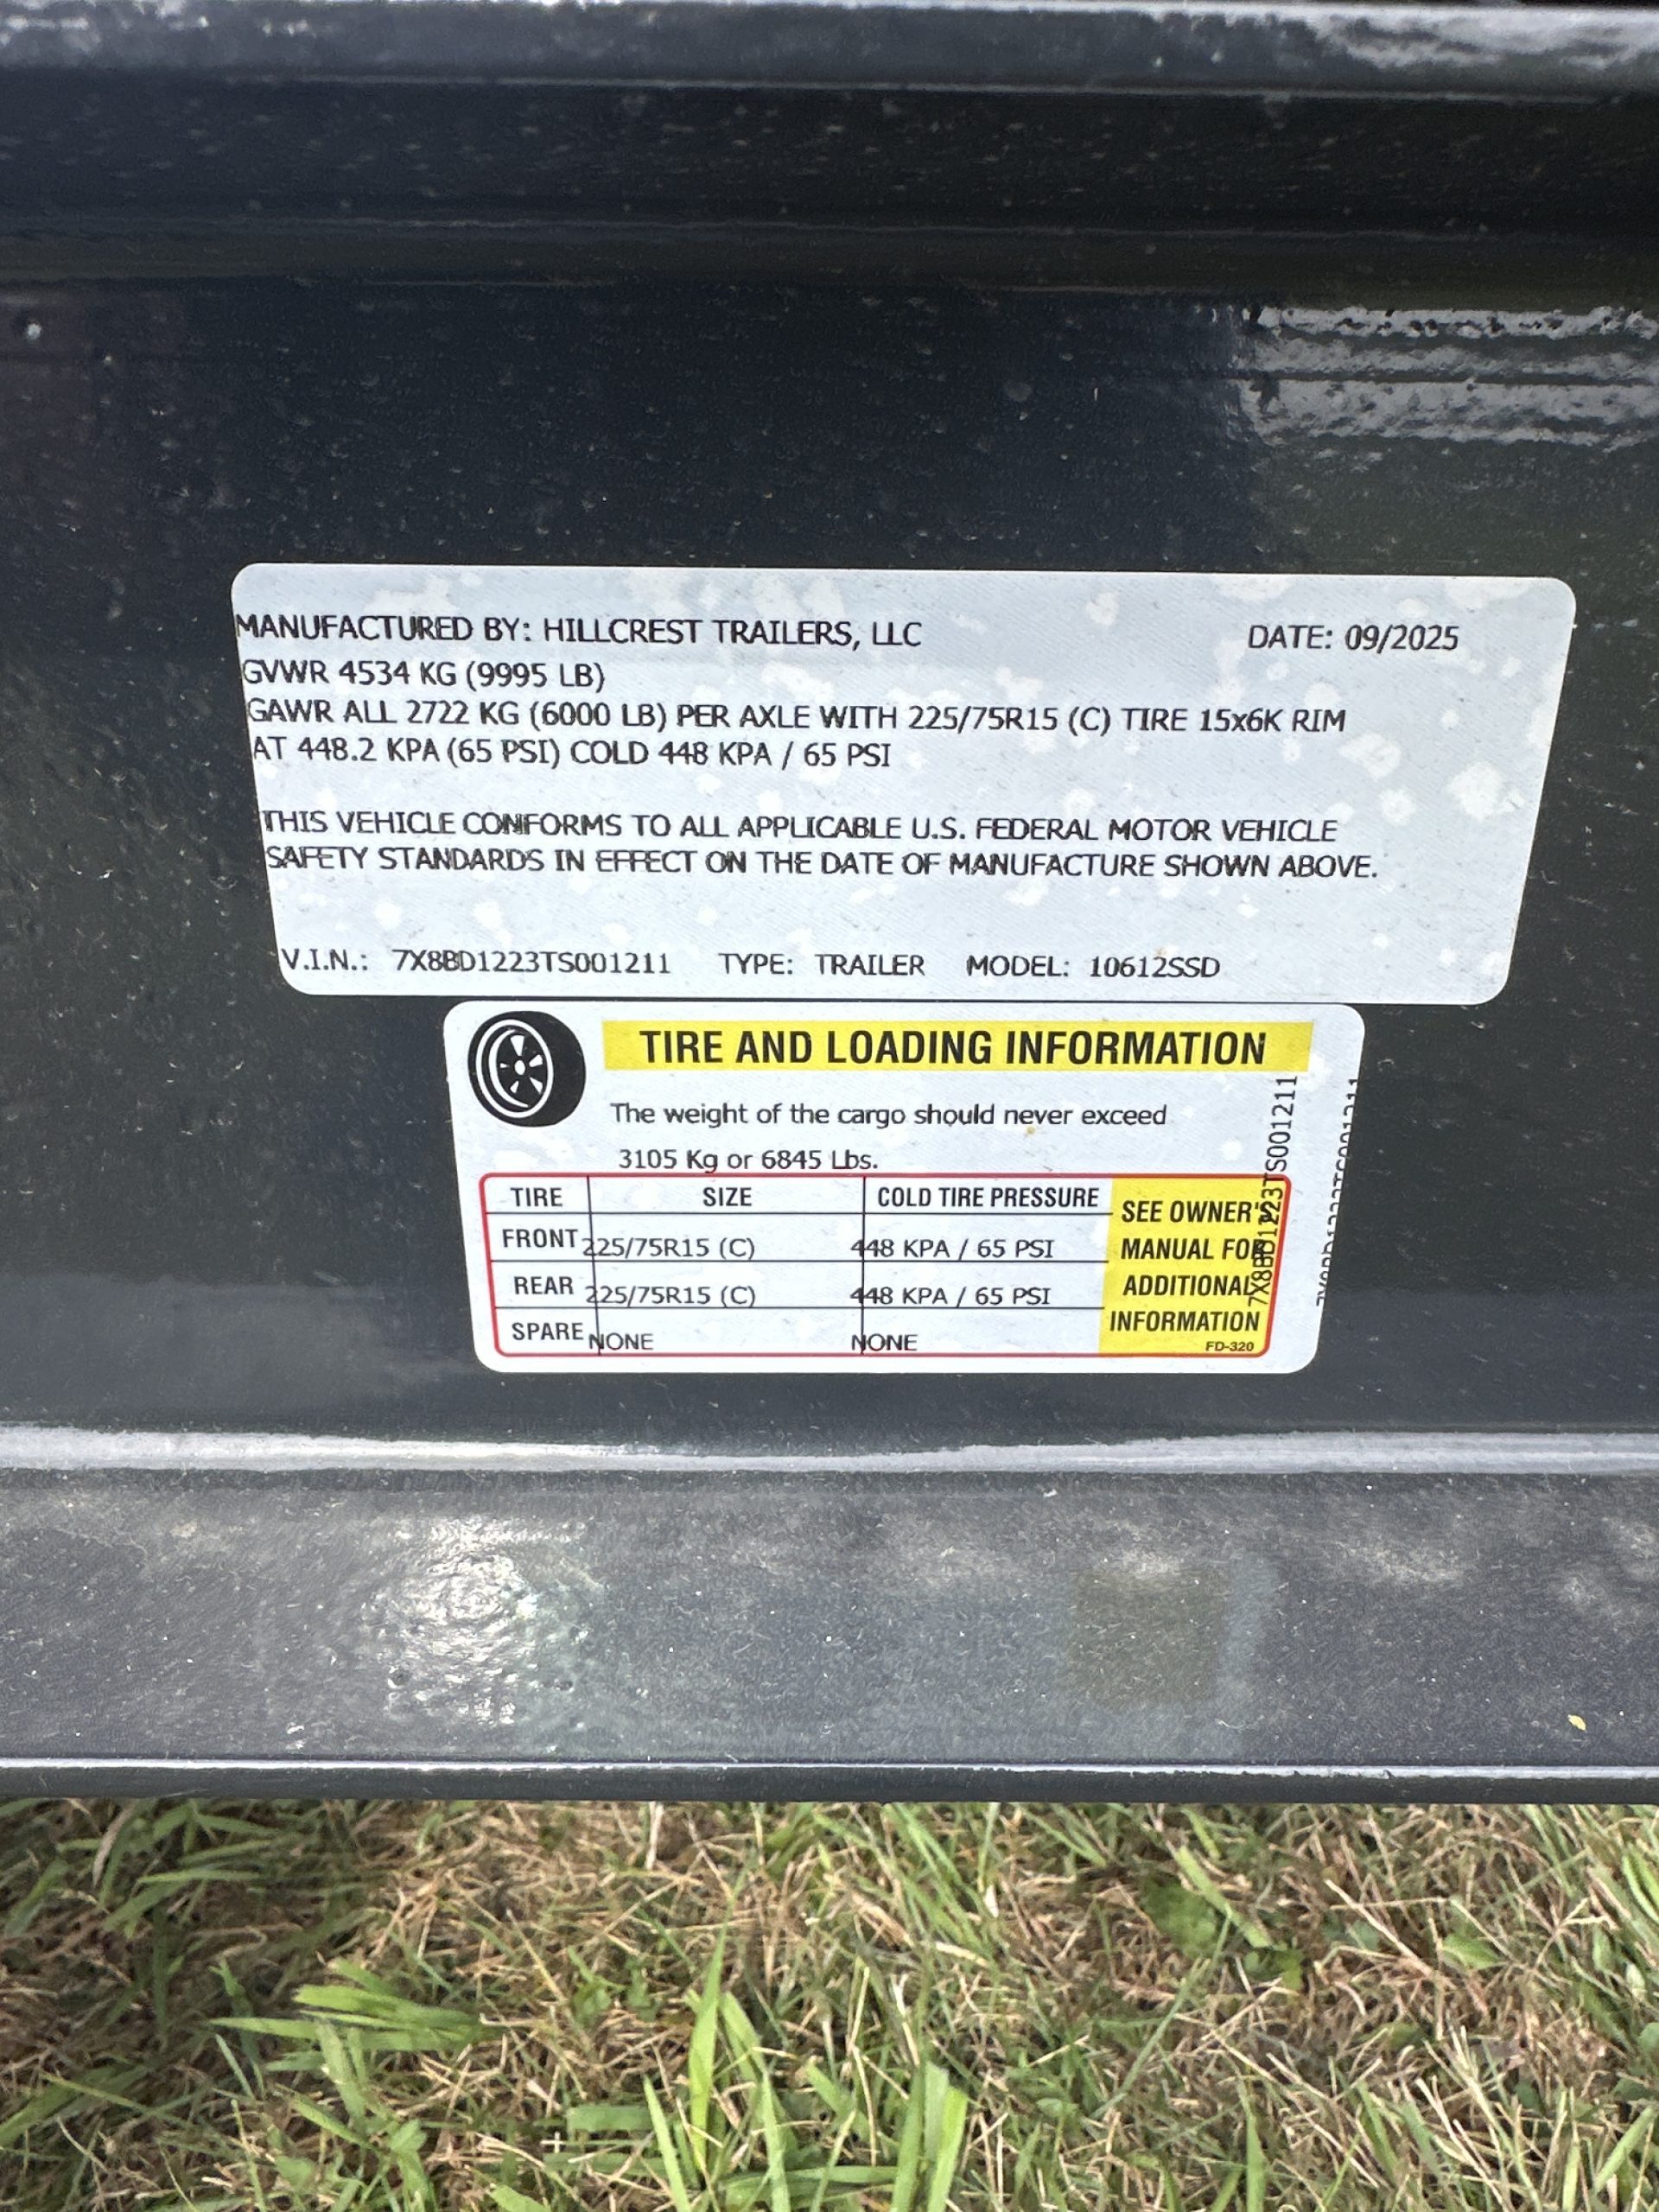 MANUFACTURED BY: HILLCREST TRAILERS, LLC DATE: 09/2025
GVWR 4534 KG (9995 LB)
GAWR ALL 2722 KG (6000 LB) PER AXLE WITH 225/75R15 (C) TIRE 15x6K RIM
AT 448.2 KPA (65 PSI) COLD 448 KPA / 65 PSI
THIS VEHICLE CONFORMS TO ALL APPLICABLE U.S. FEDERAL MOTOR VEHICLE
SAFETY STANDARDS IN EFFECT ON THE DATE OF MANUFACTURE SHOWN ABOVE.
V.I.N.: 7X8BD1223TS001211 TYPE: TRAILER MODEL: 10612SSD
TIRE AND LOADING INFORMATION
The weight of the cargo should never exceed
3105 Kg or 6845 Lbs.
TIRE SIZE COLD TIRE PRESSURE
FRONT 225/75R15 (C) 448 KPA / 65 PSI
REAR 225/75R15 (C) 448 KPA / 65 PSI
SPARE NONE NONE
SEE OWNER'S
MANUAL FOR
ADDITIONAL
INFORMATION
FD-320
7X8BD1223TS001211
7X8BD1223TS001211